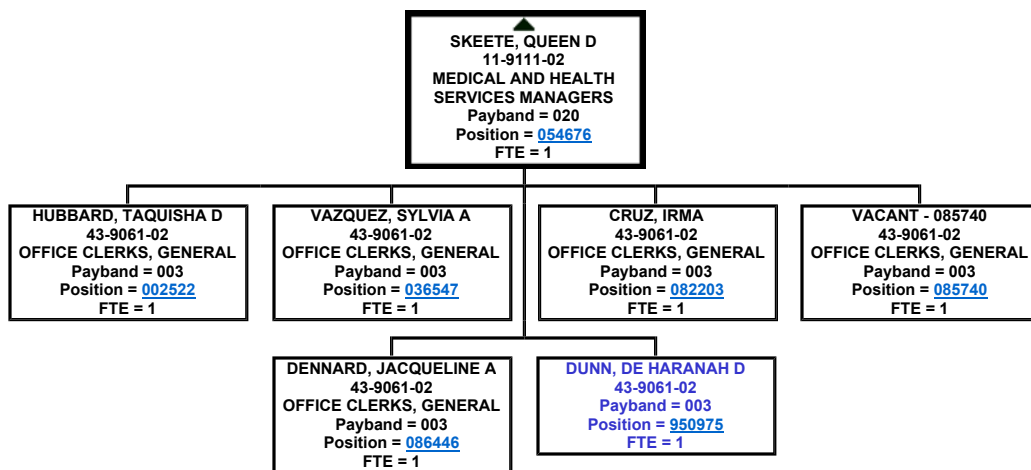 SKEETE, QUEEN D
11-9111-02
MEDICAL AND HEALTH
SERVICES MANAGERS
Payband = 020
Position = 054676
FTE = 1
HUBBARD, TAQUISHA D
43-9061-02
OFFICE CLERKS, GENERAL
Payband = 003
Position = 002522
FTE = 1
VAZQUEZ, SYLVIA A
43-9061-02
OFFICE CLERKS, GENERAL
Payband = 003
Position = 036547
FTE = 1
CRUZ, IRMA
43-9061-02
OFFICE CLERKS, GENERAL
Payband = 003
Position = 082203
FTE = 1
VACANT - 085740
43-9061-02
OFFICE CLERKS, GENERAL
Payband = 003
Position = 085740
FTE = 1
DENNARD, JACQUELINE A
43-9061-02
OFFICE CLERKS, GENERAL
Payband = 003
Position = 086446
FTE = 1
DUNN, DE HARANAH D
43-9061-02
Payband = 003
Position = 950975
FTE = 1